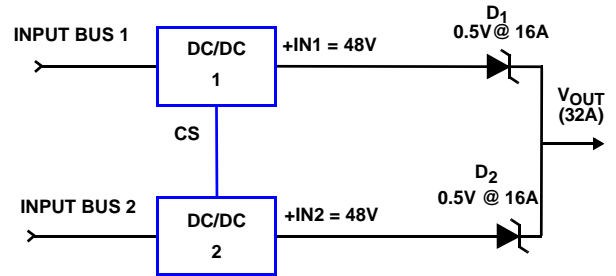 INPUT BUS 1
DC/DC
1
+IN1 = 48V
D1
0.5V @ 16A
VOUT
(32A)
CS
INPUT BUS 2
DC/DC
2
+IN2 = 48V
D2
0.5V @ 16A